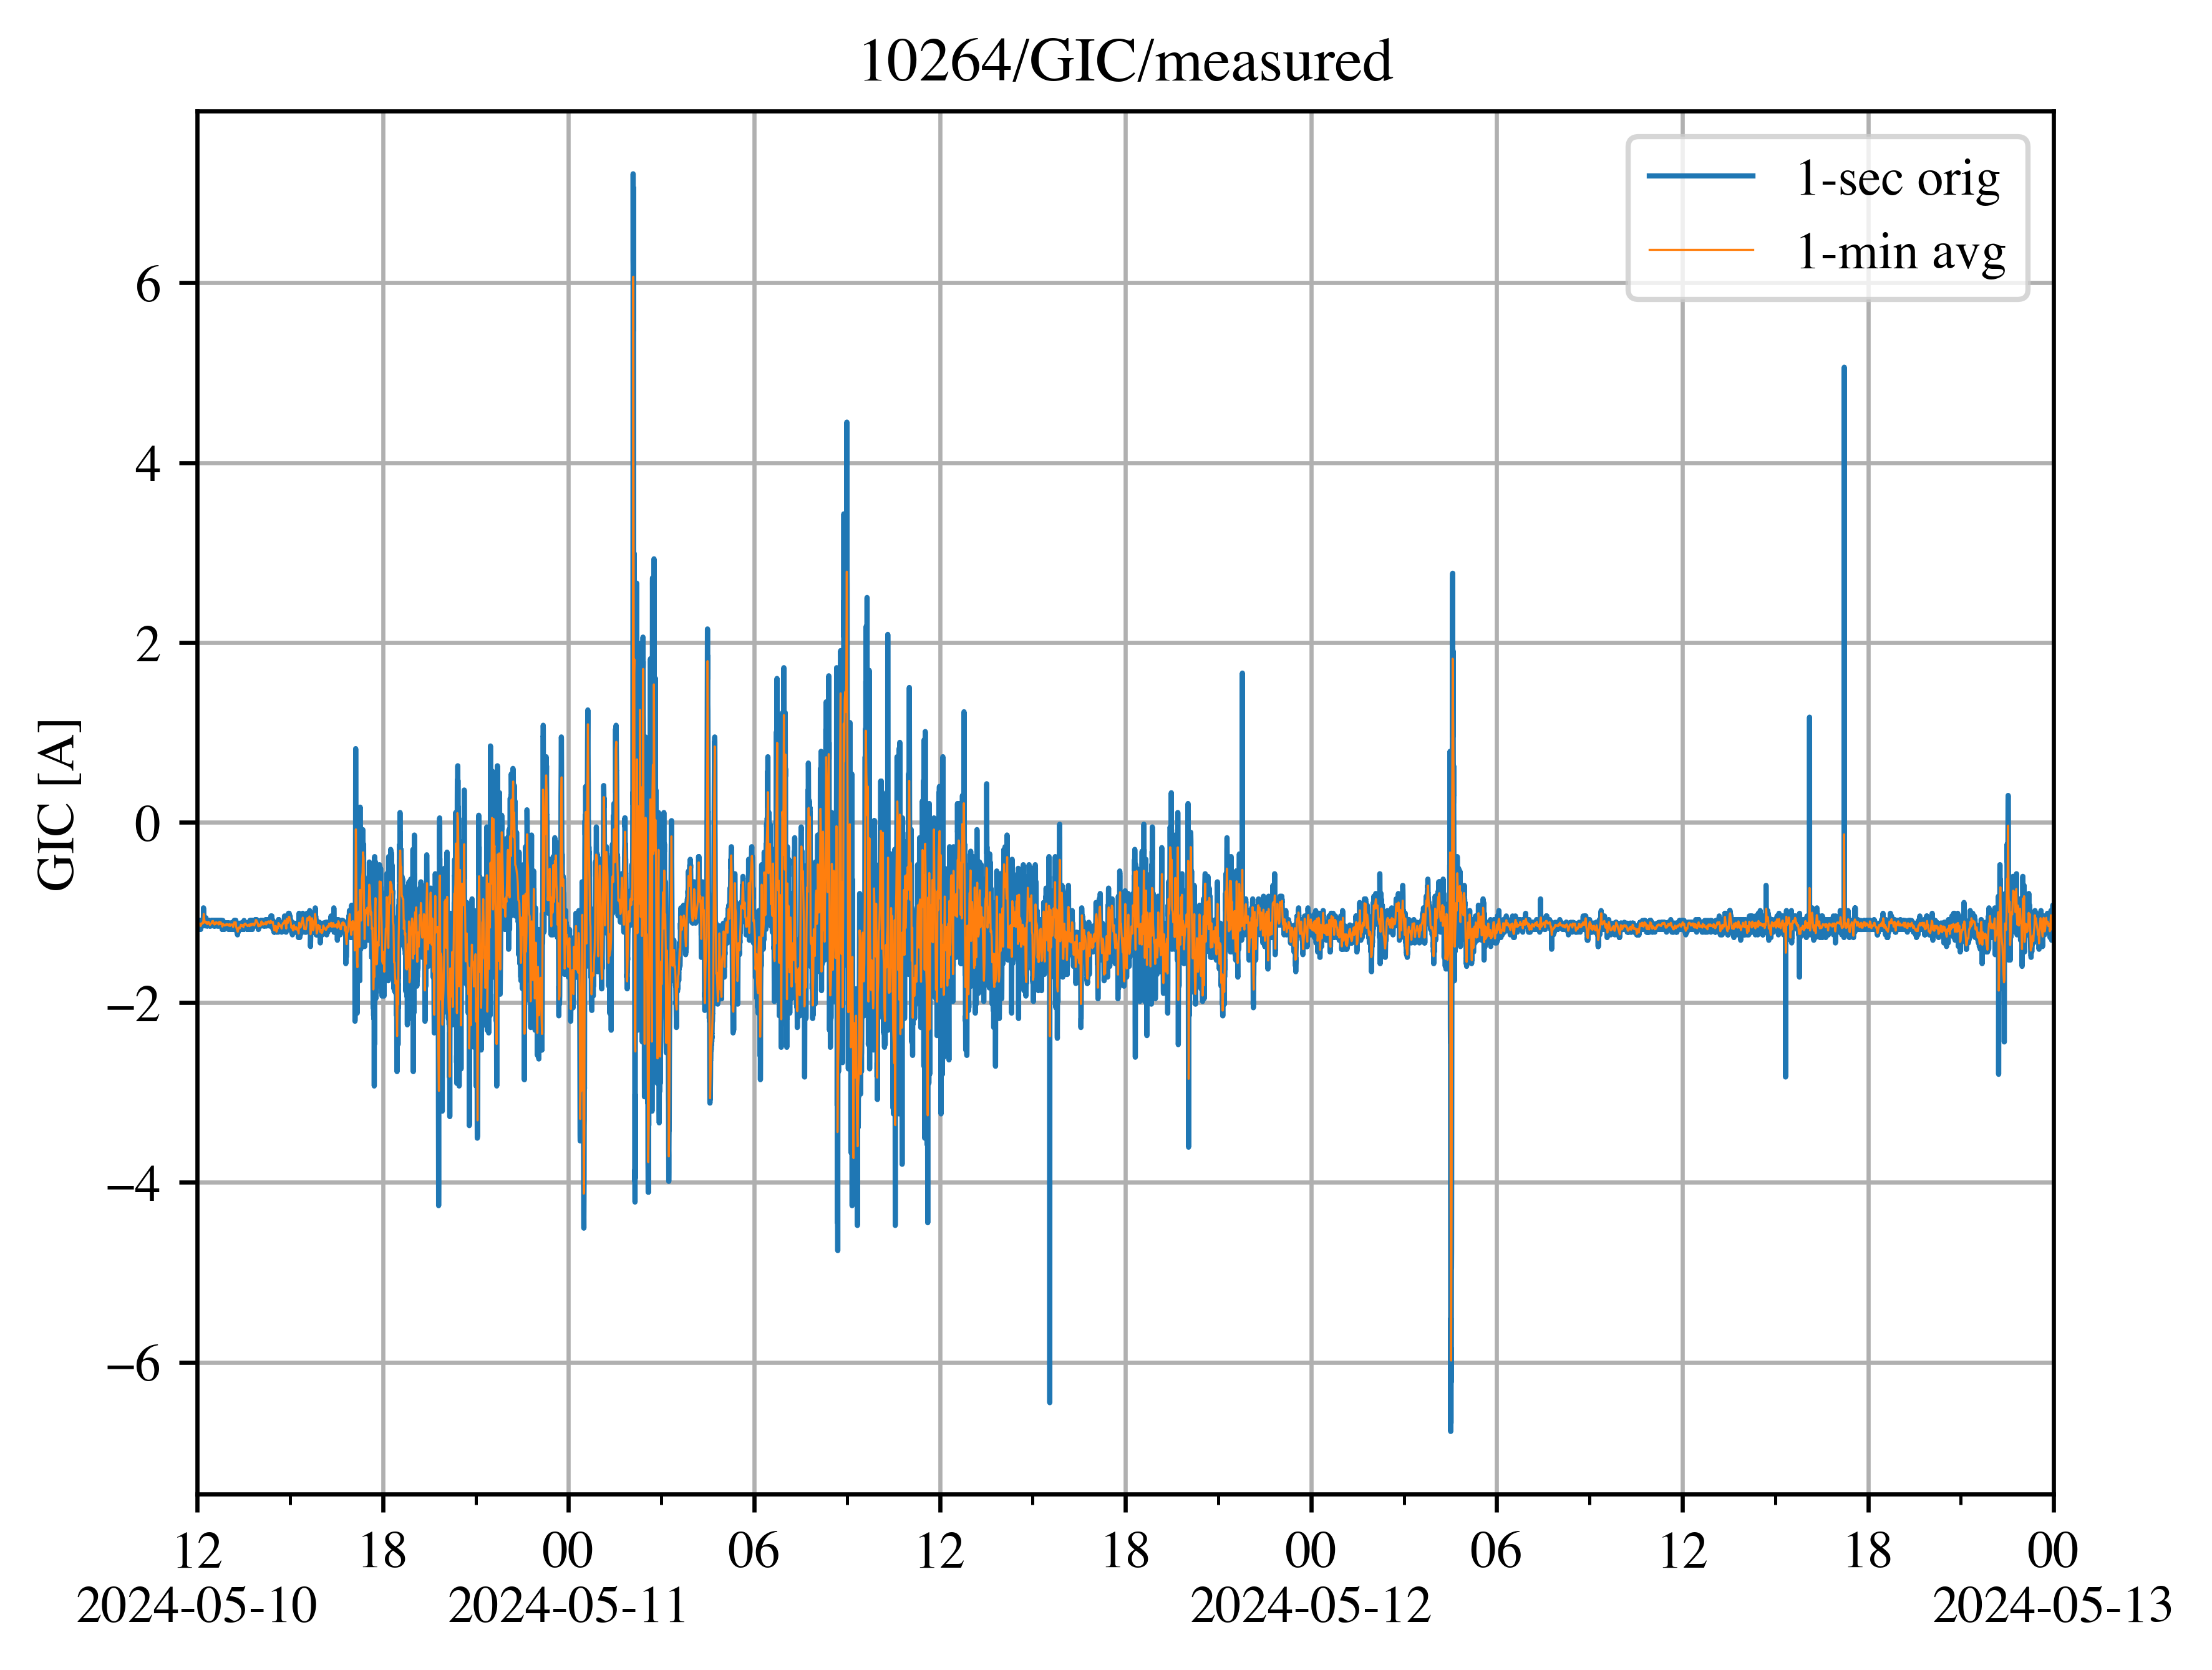 10264/GIC/measured
1-sec orig
1-min avg
GIC [A]
6
4
2
0
−2
−4
−6
12 18 00 06 12 18 00 06 12 18 00
2024-05-10 2024-05-11 2024-05-12 2024-05-13